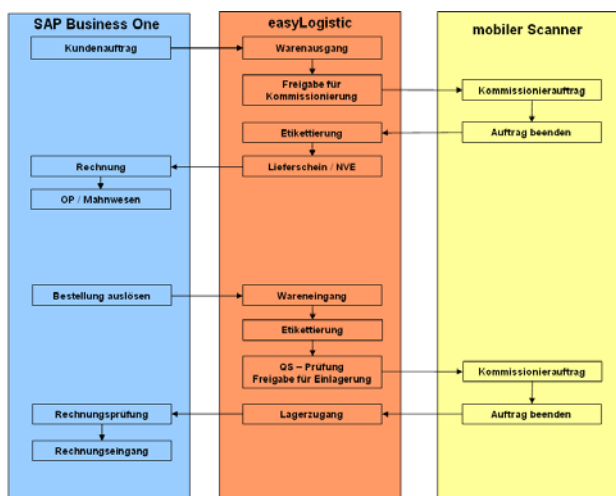 SAP Business One
easyLogistic
mobiler Scanner
Kundenauftrag
Warenausgang
Freigabe für
Kommissionierung
Kommissionierauftrag
Etikettierung
Auftrag beenden
Rechnung
Lieferschein / NVE
OP / Mahnwesen
Bestellung auslösen
Wareneingang
Etikettierung
QS – Prüfung
Freigabe für Einlagerung
Kommissionierauftrag
Rechnungsprüfung
Lagerzugang
Auftrag beenden
Rechnungseingang